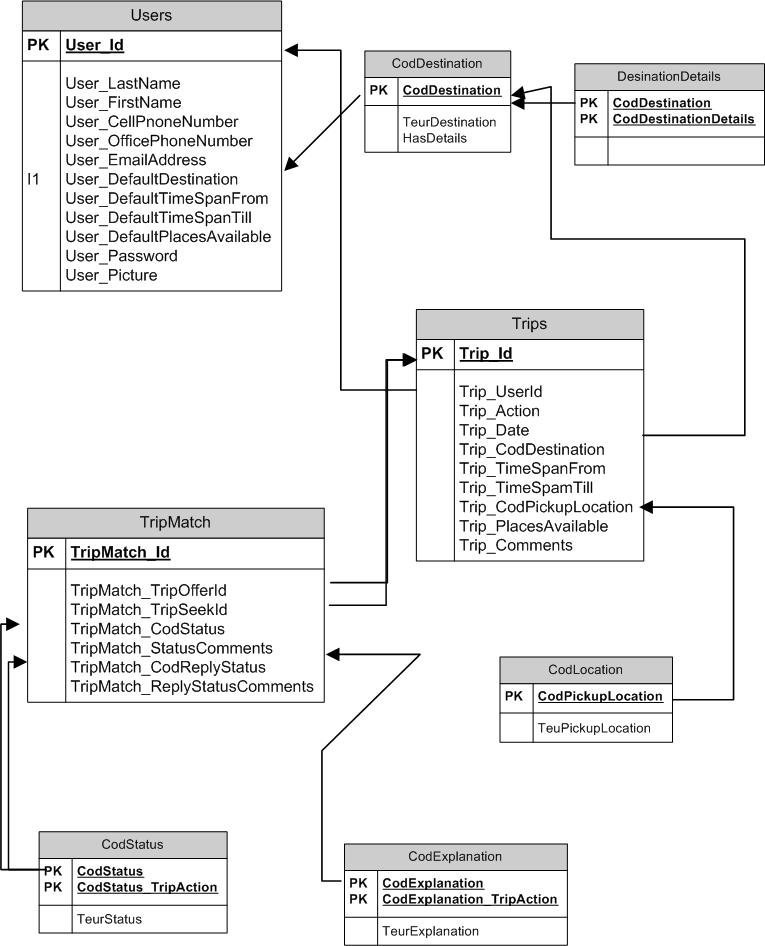 Users
PK User_Id
User_LastName
User_FirstName
User_CellPnoneNumber
User_OfficePhoneNumber
User_EmailAddress
I1 User_DefaultDestination
User_DefaultTimeSpanFrom
User_DefaultTimeSpanTill
User_DefaultPlacesAvailable
User_Password
User_Picture
CodDestination
PK CodDestination
TeurDestination
HasDetails
DesinationDetails
PK CodDestination
PK CodDestinationDetails
Trips
PK Trip_Id
Trip_UserId
Trip_Action
Trip_Date
Trip_CodDestination
Trip_TimeSpanFrom
Trip_TimeSpamTill
Trip_CodPickupLocation
Trip_PlacesAvailable
Trip_Comments
TripMatch
PK TripMatch_Id
TripMatch_TripOfferId
TripMatch_TripSeekId
TripMatch_CodStatus
TripMatch_StatusComments
TripMatch_CodReplyStatus
TripMatch_ReplyStatusComments
CodLocation
PK CodPickupLocation
TeuPickupLocation
CodStatus
PK CodStatus
PK CodStatus_TripAction
TeurStatus
CodExplanation
PK CodExplanation
PK CodExplanation_TripAction
TeurExplanation